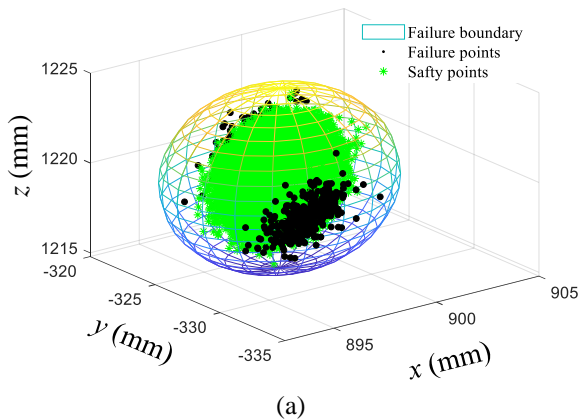 Failure boundary
Failure points
Safty points
1225
1220
1215
z (mm)
-320
-325
-330
-335
y (mm)
895
900
905
x (mm)
(a)